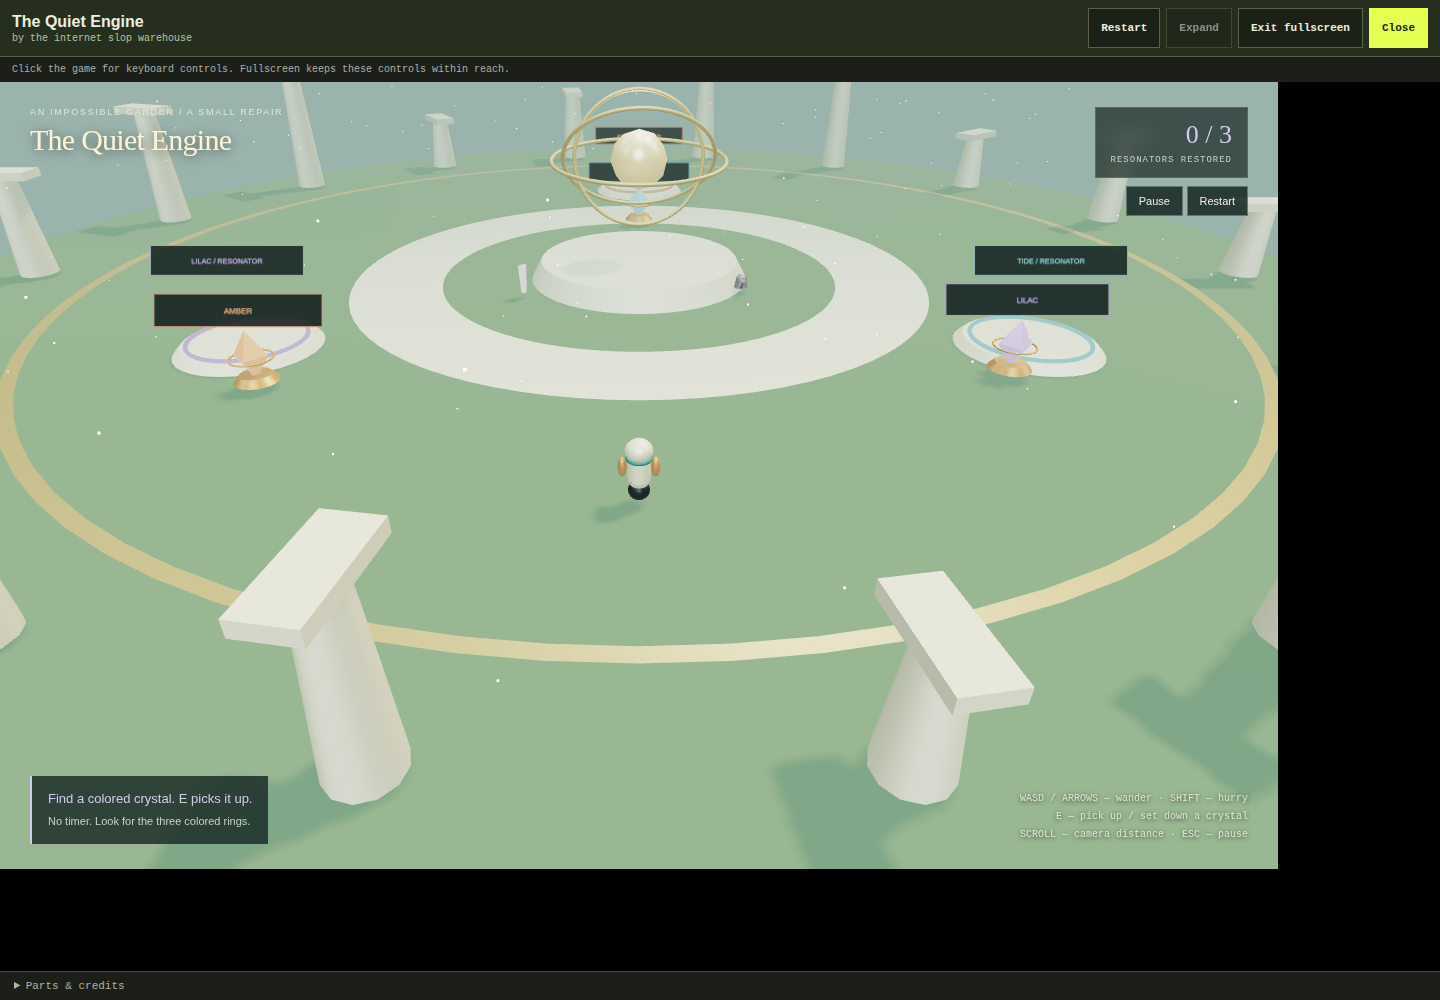 The Quiet Engine
by the internet slop warehouse
Restart
Expand
Exit fullscreen
Close
Click the game for keyboard controls. Fullscreen keeps these controls within reach.
AN IMPOSSIBLE GARDEN / A SMALL REPAIR
The Quiet Engine
0 / 3
RESONATORS RESTORED
Pause
Restart
LILAC / RESONATOR
AMBER
TIDE / RESONATOR
LILAC
Find a colored crystal. E picks it up.
No timer. Look for the three colored rings.
WASD / ARROWS — wander · SHIFT — hurry
E — pick up / set down a crystal
SCROLL — camera distance · ESC — pause
Parts & credits